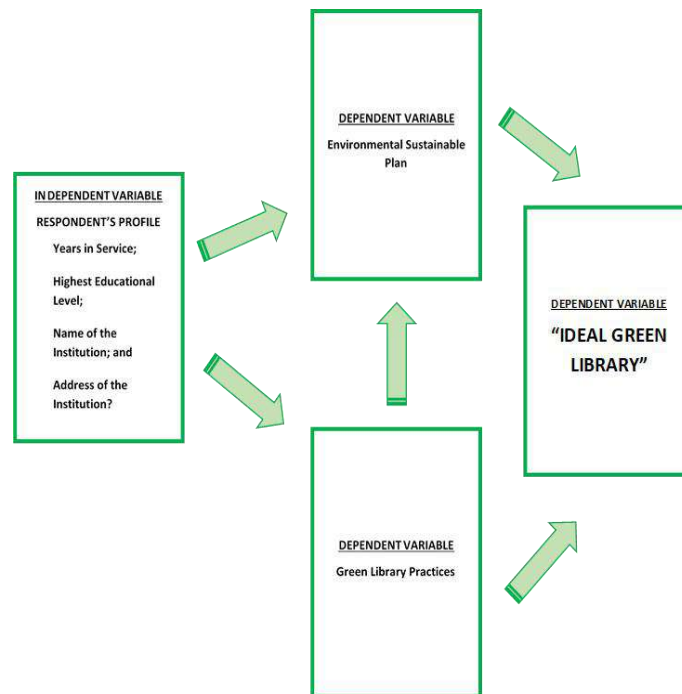 IN DEPENDENT VARIABLE
RESPONDENT'S PROFILE
Years in Service;
Highest Educational
Level;
Name of the
Institution; and
Address of the
Institution?
DEPENDENT VARIABLE
Environmental Sustainable
Plan
DEPENDENT VARIABLE
Green Library Practices
DEPENDENT VARIABLE
“IDEAL GREEN
LIBRARY”